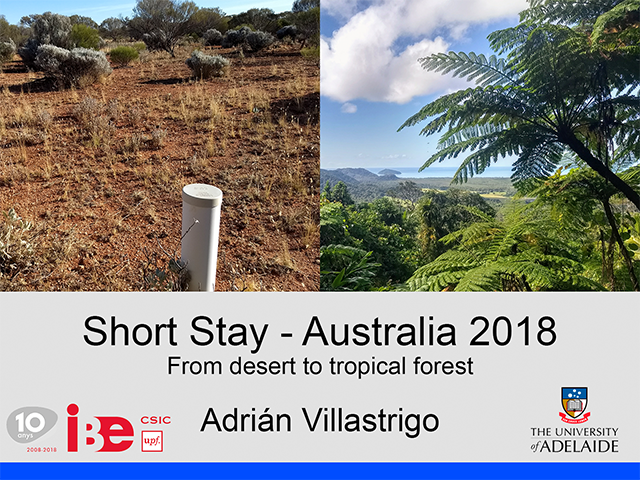 Short Stay - Australia 2018
From desert to tropical forest
Adrián Villastrigo
10
anys
2008·2018
iBE
CSIC
upf.
THE UNIVERSITY
of ADELAIDE